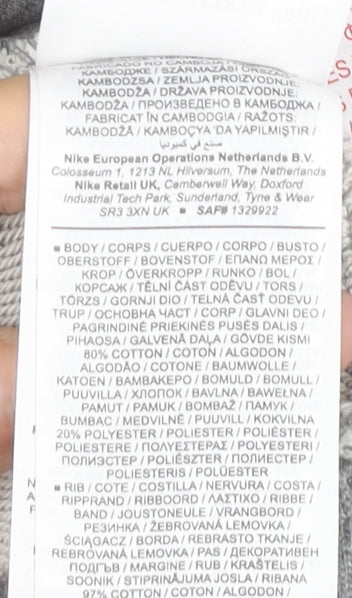 FABRICADO NO CAMBOJA /
КАМБОДЖЕ / SZÁRMAZÁSI ORSZÁG
KAMBODZSA / ZEMLJA PROIZVODNJE:
KAMBODŽA / DRŽAVA PROIZVODNJE:
KAMBODŽA / ПРОИЗВЕДЕНО В КАМБОДЖА /
FABRICAT ÎN CAMBODGIA / RAŽOTS:
KAMBODŽĀ / KAMBOÇYA 'DA YAPILMIŞTIR /
صنع في كمبوديا
Nike European Operations Netherlands B.V.
Colosseum 1, 1213 NL Hilversum, The Netherlands
Nike Retail UK, Camberwell Way, Doxford
Industrial Tech Park, Sunderland, Tyne & Wear
SR3 3XN UK ▪ SAF# 1329922
▪ BODY / CORPS / CUERPO / CORPO / BUSTO /
OBERSTOFF / BOVENSTOF / ΕΠΑΝΩ ΜΕΡΟΣ /
KROP / ÖVERKROPP / RUNKO / BOL /
КОРСАЖ / TĚLNÍ ČÁST ODĚVU / TORS /
TÖRZS / GORNJI DIO / TELNÁ ČASŤ ODEVU /
TRUP / ОСНОВНА ЧАСТ / CORP / GLAVNI DEO /
PAGRINDINĖ PRIEKINĖS PUSĖS DALIS /
PIHAOSA / GALVENĀ DAĻA / GÖVDE KISMI
80% COTTON / COTON / ALGODON /
ALGODÃO / COTONE / BAUMWOLLE /
KATOEN / ΒΑΜΒΑΚΕΡΟ / BOMULD / BOMULL /
PUUVILLA / ХЛОПОК / BAVLNA / BAWEŁNA /
PAMUT / PAMUK / BOMBAŽ / ПАМУК /
BUMBAC / MEDVILNĖ / PUUVILL / KOKVILNA
20% POLYESTER / POLIESTER / POLIÉSTER /
POLIESTERE / ΠΟΛΥΕΣΤΕΡΑΣ / POLYESTERI /
ПОЛИЭСТЕР / POLIÉSZTER / ПОЛИЕСТЕР /
POLIESTERIS / POLÜESTER
▪ RIB / COTE / COSTILLA / NERVURA / COSTA /
RIPPRAND / RIBBOORD / ΛΑΣΤΙΧΟ / RIBBE /
BAND / JOUSTONEULE / VRANGBORD /
РЕЗИНКА / ŽEBROVANÁ LEMOVKA /
ŚCIĄGACZ / BORDA / REBRASTO TKANJE /
REBROVANÁ LEMOVKA / PAS / ДЕКОРАТИВЕН
ПОДГЪВ / MARGINE / RUB / KRAŠTELIS /
SOONIK / STIPRINĀJUMA JOSLA / RIBANA
97% COTTON / COTON / ALGODON /